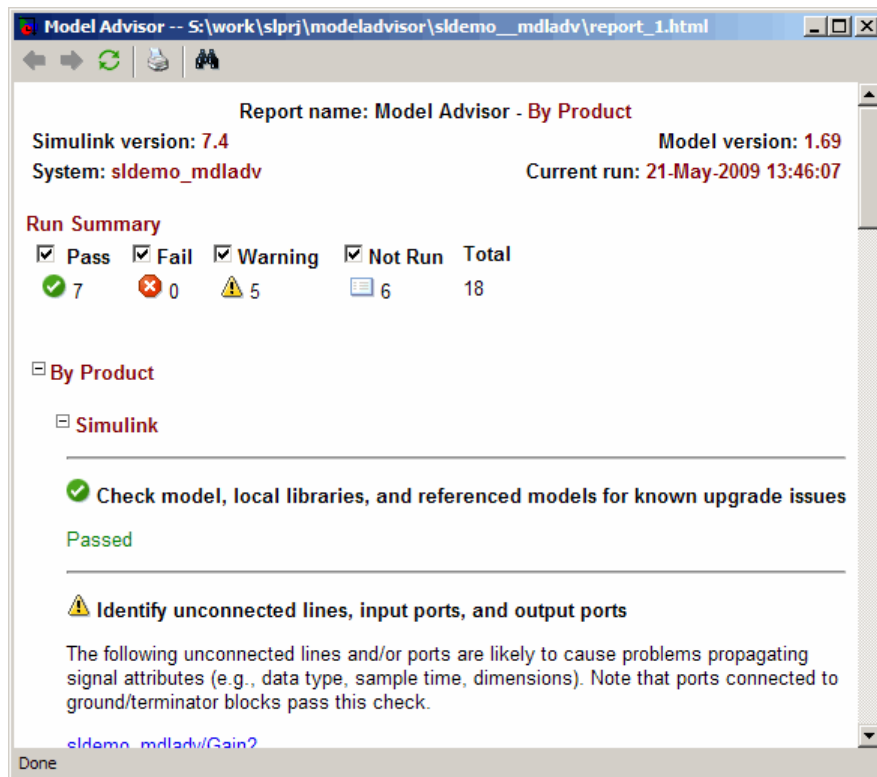 Model Advisor -- S:\work\slprj\modeladvisor\sldemo__mdladv\report_1.html
Report name: Model Advisor - By Product
Simulink version: 7.4 Model version: 1.69
System: sldemo_mdladv Current run: 21-May-2009 13:46:07
Run Summary
Pass Fail Warning Not Run Total
7 0 5 6 18
By Product
Simulink
Check model, local libraries, and referenced models for known upgrade issues
Passed
Identify unconnected lines, input ports, and output ports
The following unconnected lines and/or ports are likely to cause problems propagating
signal attributes (e.g., data type, sample time, dimensions). Note that ports connected to
ground/terminator blocks pass this check.
sldemo_mdladv/Gain2
Done